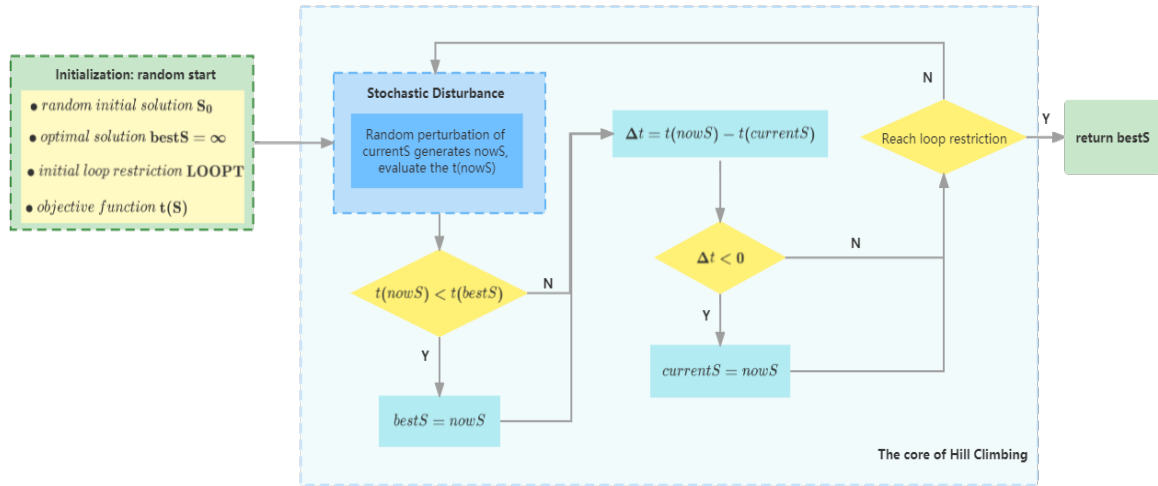 Initialization: random start
● random initial solution S₀
● optimal solution bestS = ∞
● initial loop restriction LOOPT
● objective function t(S)
Stochastic Disturbance
Random perturbation of
currentS generates nowS,
evaluate the t(nowS)
t(nowS) < t(bestS)
N
Y
bestS = nowS
Δt = t(nowS) − t(currentS)
Δt < 0
N
Y
currentS = nowS
Reach loop restriction
N
Y
return bestS
The core of Hill Climbing